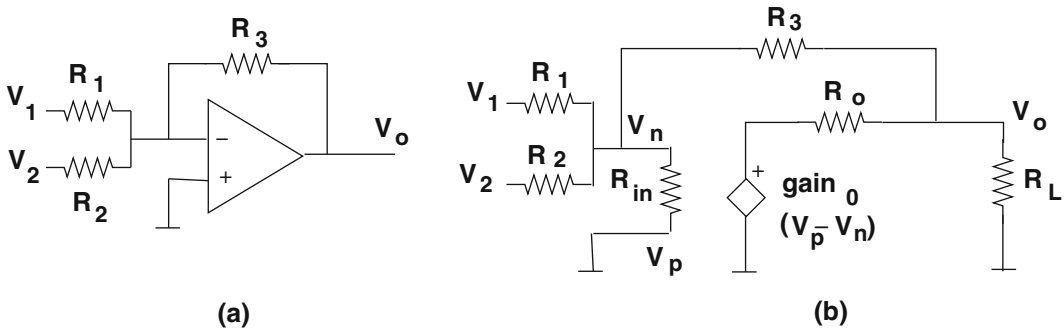 R 3
R 1
V 1
V 2
R 2
−
+
V o
(a)
R 3
R 1
V 1
V n
V 2
R 2
R in
V p
R o
+
gain 0
(V p − V n)
V o
R L
(b)